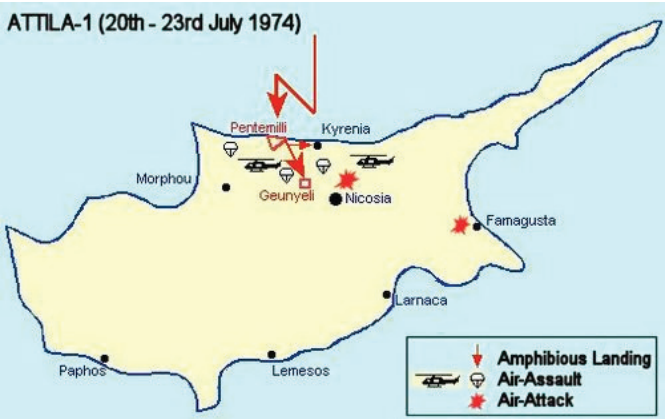 ATTILA-1 (20th - 23rd July 1974)
Pentemilli
Kyrenia
Morphou
Geunyeli
Nicosia
Famagusta
Larnaca
Paphos
Lemesos
Amphibious Landing
Air-Assault
Air-Attack